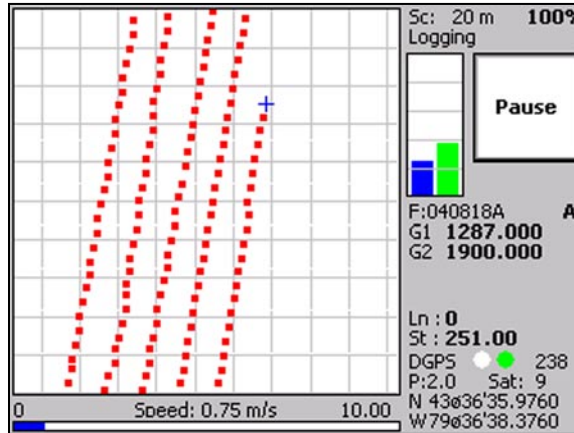 Sc: 20 m 100%
Logging
Pause
F:040818A A
G1 1287.000
G2 1900.000
Ln : 0
St : 251.00
DGPS 238
P:2.0 Sat: 9
N 43ø36'35.9760
W79ø36'38.3760
0 Speed: 0.75 m/s 10.00